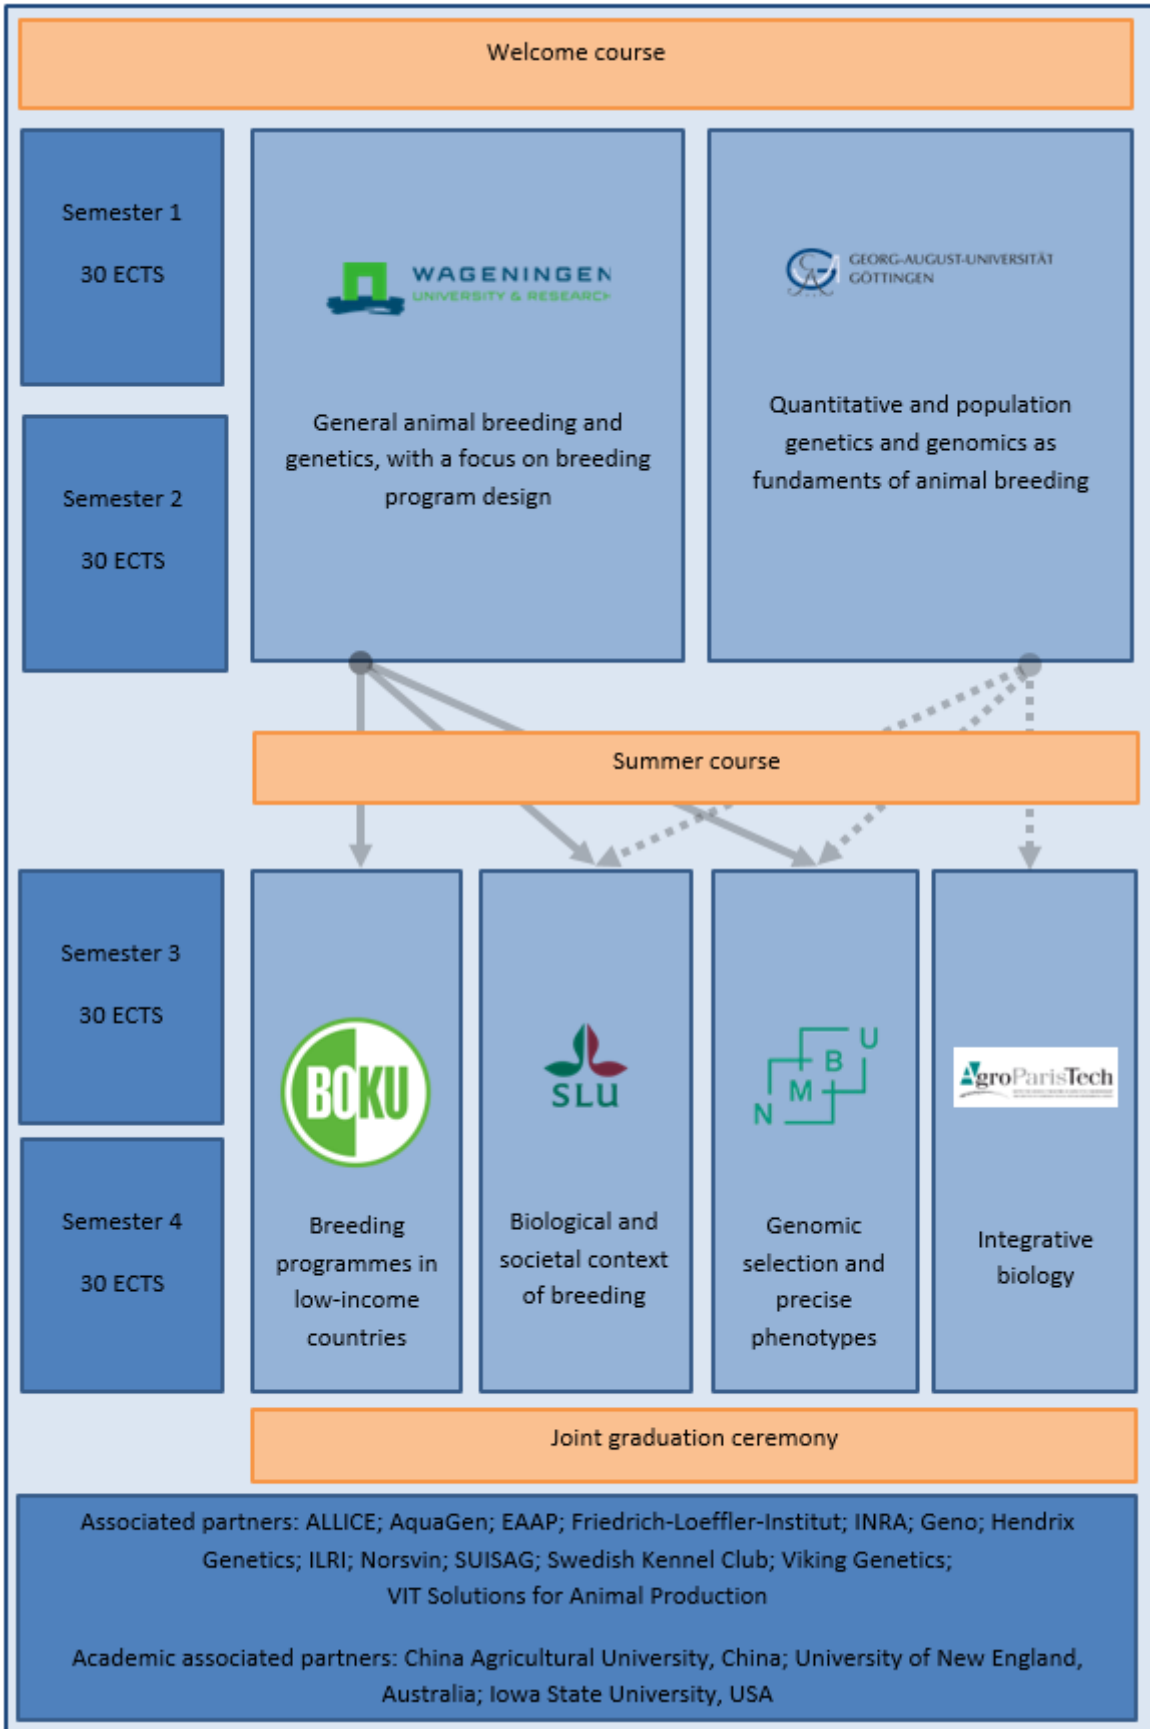 Welcome course
Semester 1
30 ECTS
WAGENINGEN
UNIVERSITY & RESEARCH
General animal breeding and
genetics, with a focus on breeding
program design
GEORG-AUGUST-UNIVERSITÄT
GÖTTINGEN
Quantitative and population
genetics and genomics as
fundaments of animal breeding
Semester 2
30 ECTS
Summer course
Semester 3
30 ECTS
BOKU
SLU
N M B U
AgroParisTech
Semester 4
30 ECTS
Breeding
programmes in
low-income
countries
Biological and
societal context
of breeding
Genomic
selection and
precise
phenotypes
Integrative
biology
Joint graduation ceremony
Associated partners: ALLICE; AquaGen; EAAP; Friedrich-Loeffler-Institut; INRA; Geno; Hendrix
Genetics; ILRI; Norsvin; SUISAG; Swedish Kennel Club; Viking Genetics;
VIT Solutions for Animal Production
Academic associated partners: China Agricultural University, China; University of New England,
Australia; Iowa State University, USA